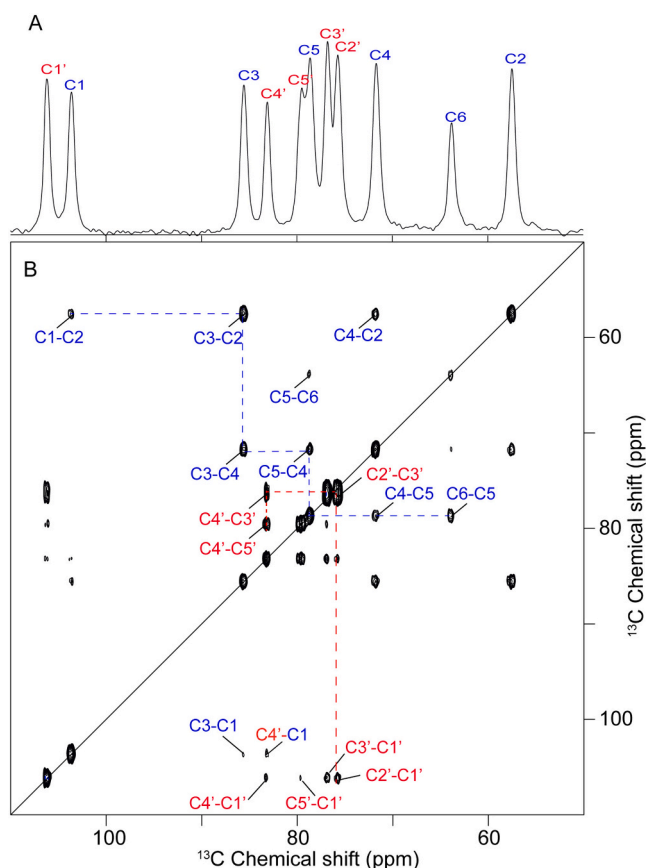 A
C1'
C1
C3
C4'
C5'
C5
C3'
C2'
C4
C6
C2
B
C1-C2
C3-C2
C4-C2
C5-C6
C3-C4
C5-C4
C2'-C3'
C4'-C3'
C4-C5
C6-C5
C4'-C5'
C3-C1
C4'-C1
C3'-C1'
C4'-C1'
C5'-C1'
C2'-C1'
60
80
100
13C Chemical shift (ppm)
100
80
60
13C Chemical shift (ppm)